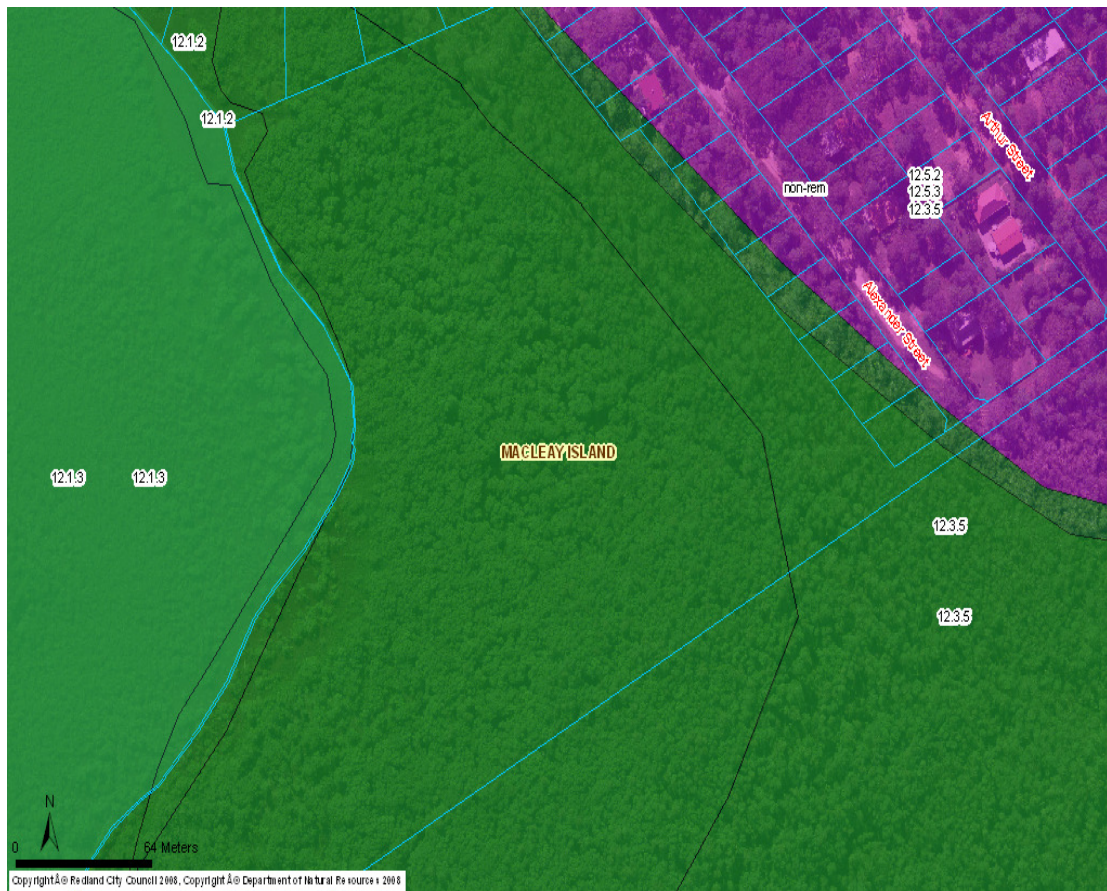 12.1.2
12.1.2
Arthur Street
non-rem
12.5.2
12.5.3
12.3.5
Alexander Street
MACLEAY ISLAND
12.1.3
12.1.3
12.3.5
12.3.5
N
0
64 Meters
CopyrightÂ© Redland City Council 2008, CopyrightÂ© Department of Natural Resources 2008